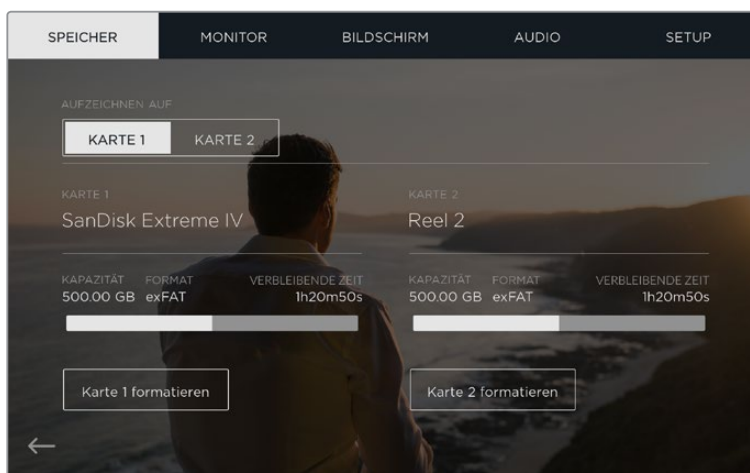 SPEICHER MONITOR BILDSCHIRM AUDIO SETUP
AUFZEICHNEN AUF
KARTE 1 KARTE 2
KARTE 1 KARTE 2
SanDisk Extreme IV Reel 2
KAPAZITÄT FORMAT VERBLEIBENDE ZEIT KAPAZITÄT FORMAT VERBLEIBENDE ZEIT
500.00 GB exFAT 1h20m50s 500.00 GB exFAT 1h20m50s
Karte 1 formatieren Karte 2 formatieren